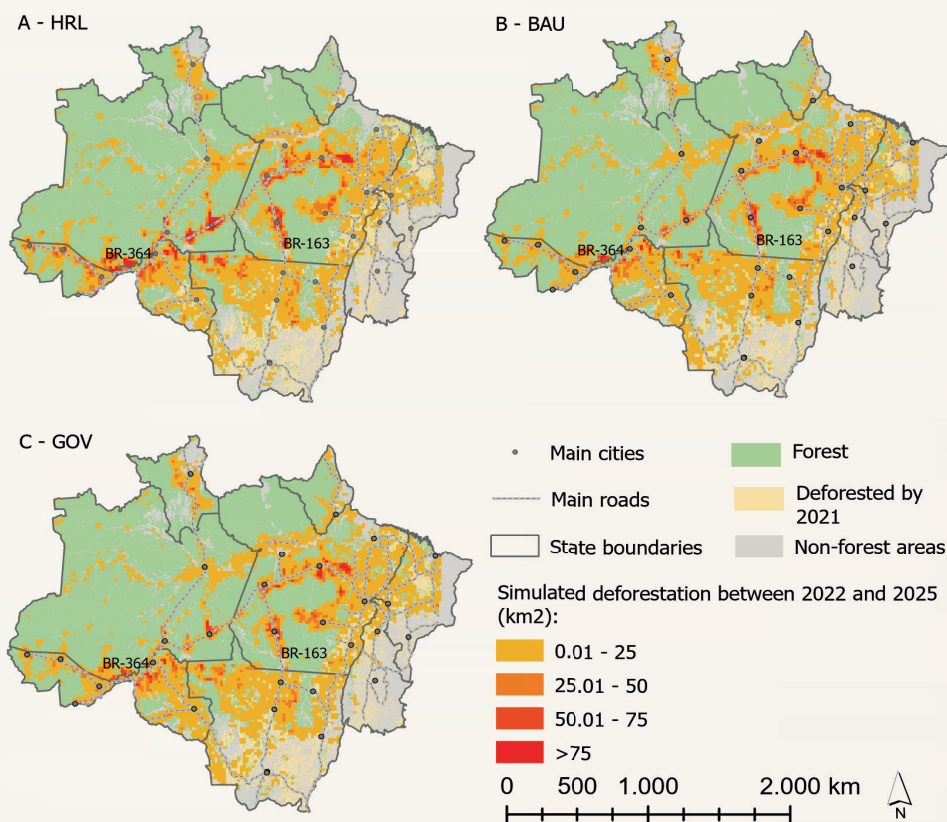 A - HRL
B - BAU
BR-364
BR-163
BR-364
BR-163
C - GOV
BR-364
BR-163
Main cities
Forest
Main roads
Deforested by
2021
State boundaries
Non-forest areas
Simulated deforestation between 2022 and 2025
(km2):
0.01 - 25
25.01 - 50
50.01 - 75
>75
0 500 1.000 2.000 km
N